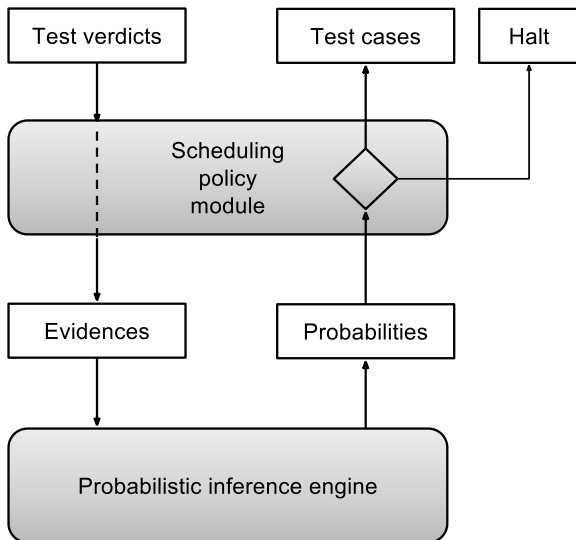 Test verdicts
Test cases
Halt
Scheduling
policy
module
Evidences
Probabilities
Probabilistic inference engine